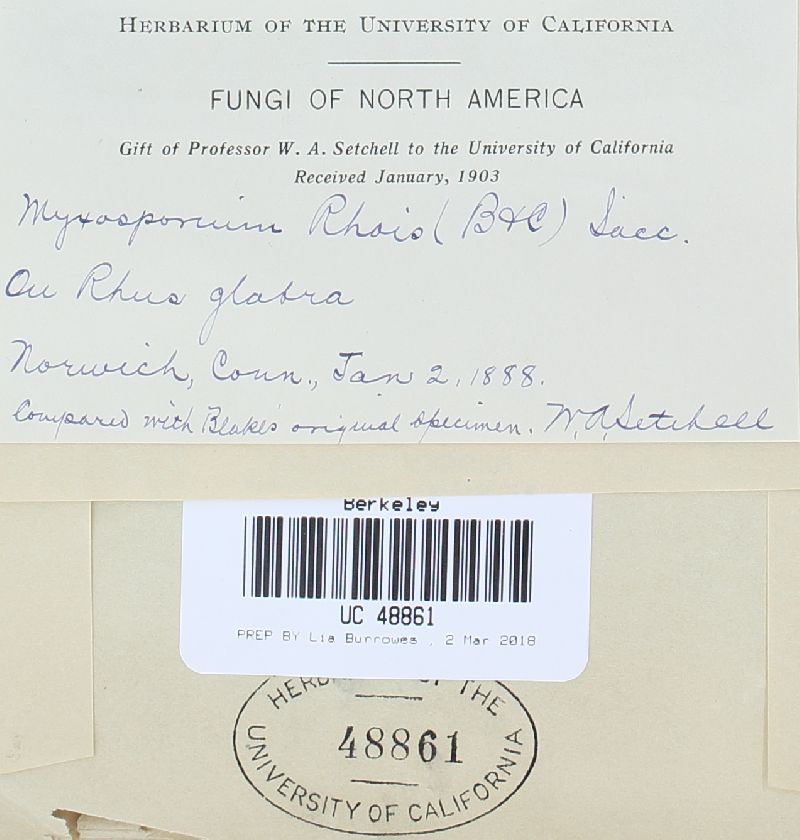 HERBARIUM OF THE UNIVERSITY OF CALIFORNIA
FUNGI OF NORTH AMERICA
Gift of Professor W. A. Setchell to the University of California
Received January, 1903
Myxosporium Rhois (B&C) Sacc.
On Rhus glabra
Norwich, Conn., Jan 2, 1888.
Compared with Blake's original specimen. W. A. Setchell
Berkeley
UC 48861
PREP BY Lia Burrowes , 2 Mar 2018
HERBARIUM OF THE
48861
UNIVERSITY OF CALIFORNIA